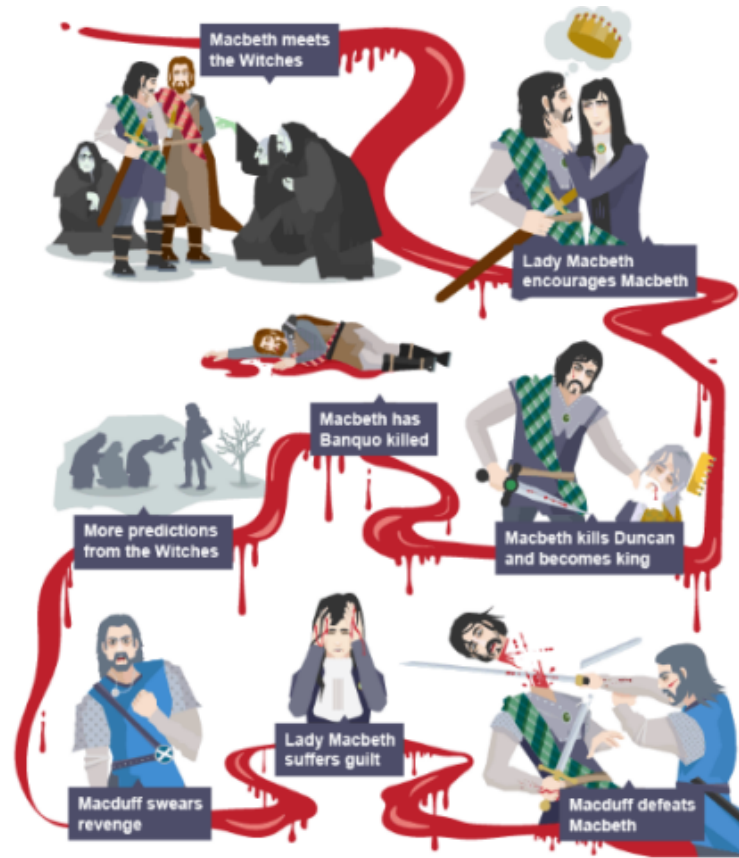 Macbeth meets
the Witches
Lady Macbeth
encourages Macbeth
Macbeth kills Duncan
and becomes king
Macbeth has
Banquo killed
More predictions
from the Witches
Macduff swears
revenge
Lady Macbeth
suffers guilt
Macduff defeats
Macbeth